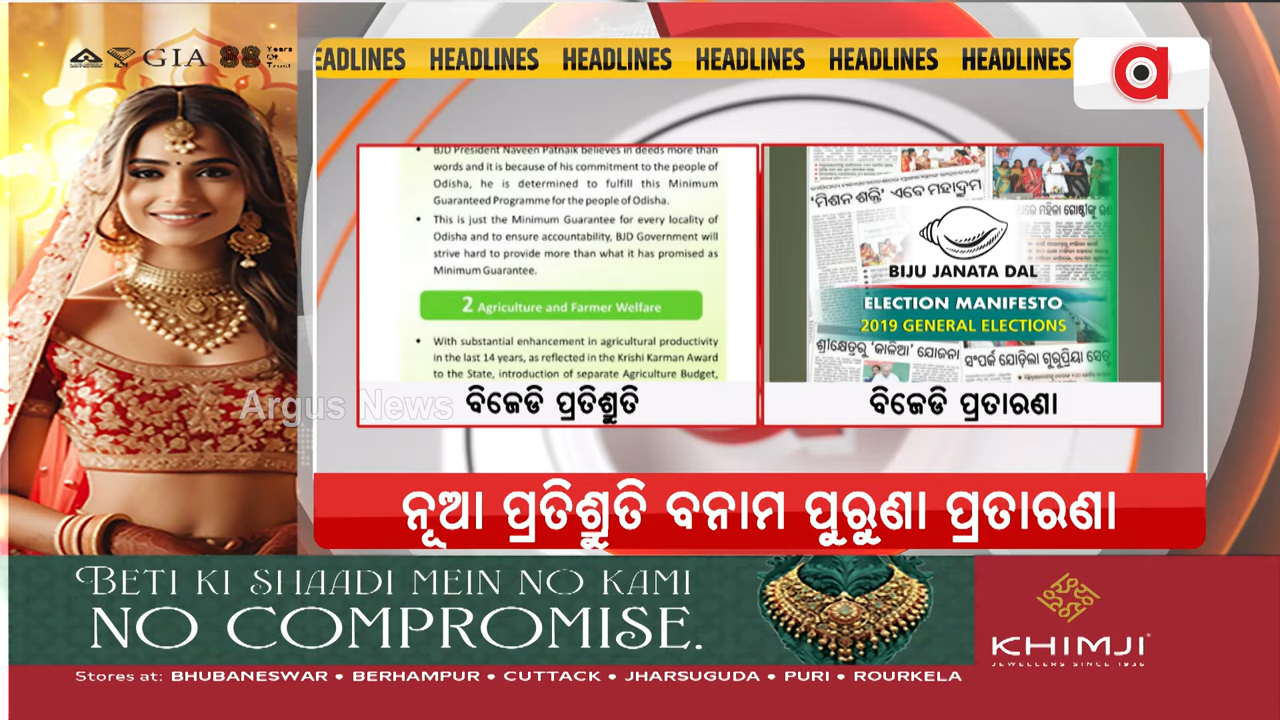 GIA 88 Years Of Trust
EADLINES HEADLINES HEADLINES HEADLINES HEADLINES HEADLINES
BJD President Naveen Patnaik believes in deeds more than
words and it is because of his commitment to the people of
Odisha, he is determined to fulfill this Minimum
Guaranteed Programme for the people of Odisha.
This is just the Minimum Guarantee for every locality of
Odisha and to ensure accountability, BJD Government will
strive hard to provide more than what it has promised as
Minimum Guarantee.
2 Agriculture and Farmer Welfare
With substantial enhancement in agricultural productivity
in the last 14 years, as reflected in the Krishi Karman Award
to the State, introduction of separate Agriculture Budget,
ବିଜେଡି ପ୍ରତିଶ୍ରୁତି
'ମିଶନ ଶକ୍ତି' ଏବେ ମହାଦ୍ରୁମ
BIJU JANATA DAL
ELECTION MANIFESTO
2019 GENERAL ELECTIONS
ଶ୍ରୀକ୍ଷେତ୍ରରୁ 'କାଳିଆ' ଯୋଜନା
ସଂପର୍କ ଯୋଡ଼ିଲା ଗୁରୁପ୍ରିୟା ସେତୁ
ବିଜେଡି ପ୍ରତାରଣା
Argus News
ନୂଆ ପ୍ରତିଶ୍ରୁତି ବନାମ ପୁରୁଣା ପ୍ରତାରଣା
BETI KI SHAADI MEIN NO KAMI
NO COMPROMISE.
KHIMJI
JEWELLERS SINCE 1936
Stores at: BHUBANESWAR • BERHAMPUR • CUTTACK • JHARSUGUDA • PURI • ROURKELA